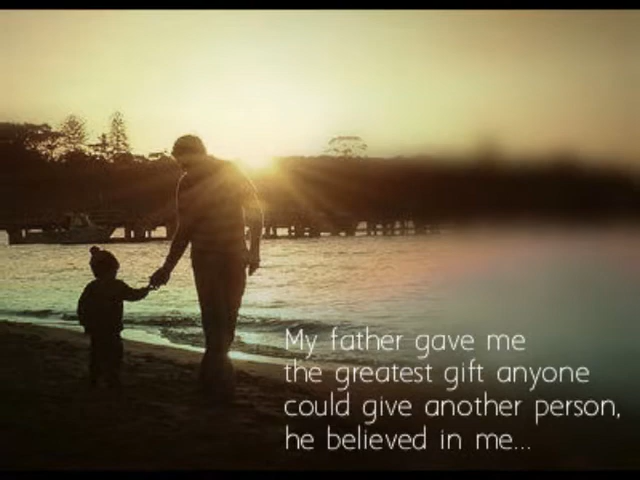 My father gave me
the greatest gift anyone
could give another person,
he believed in me...